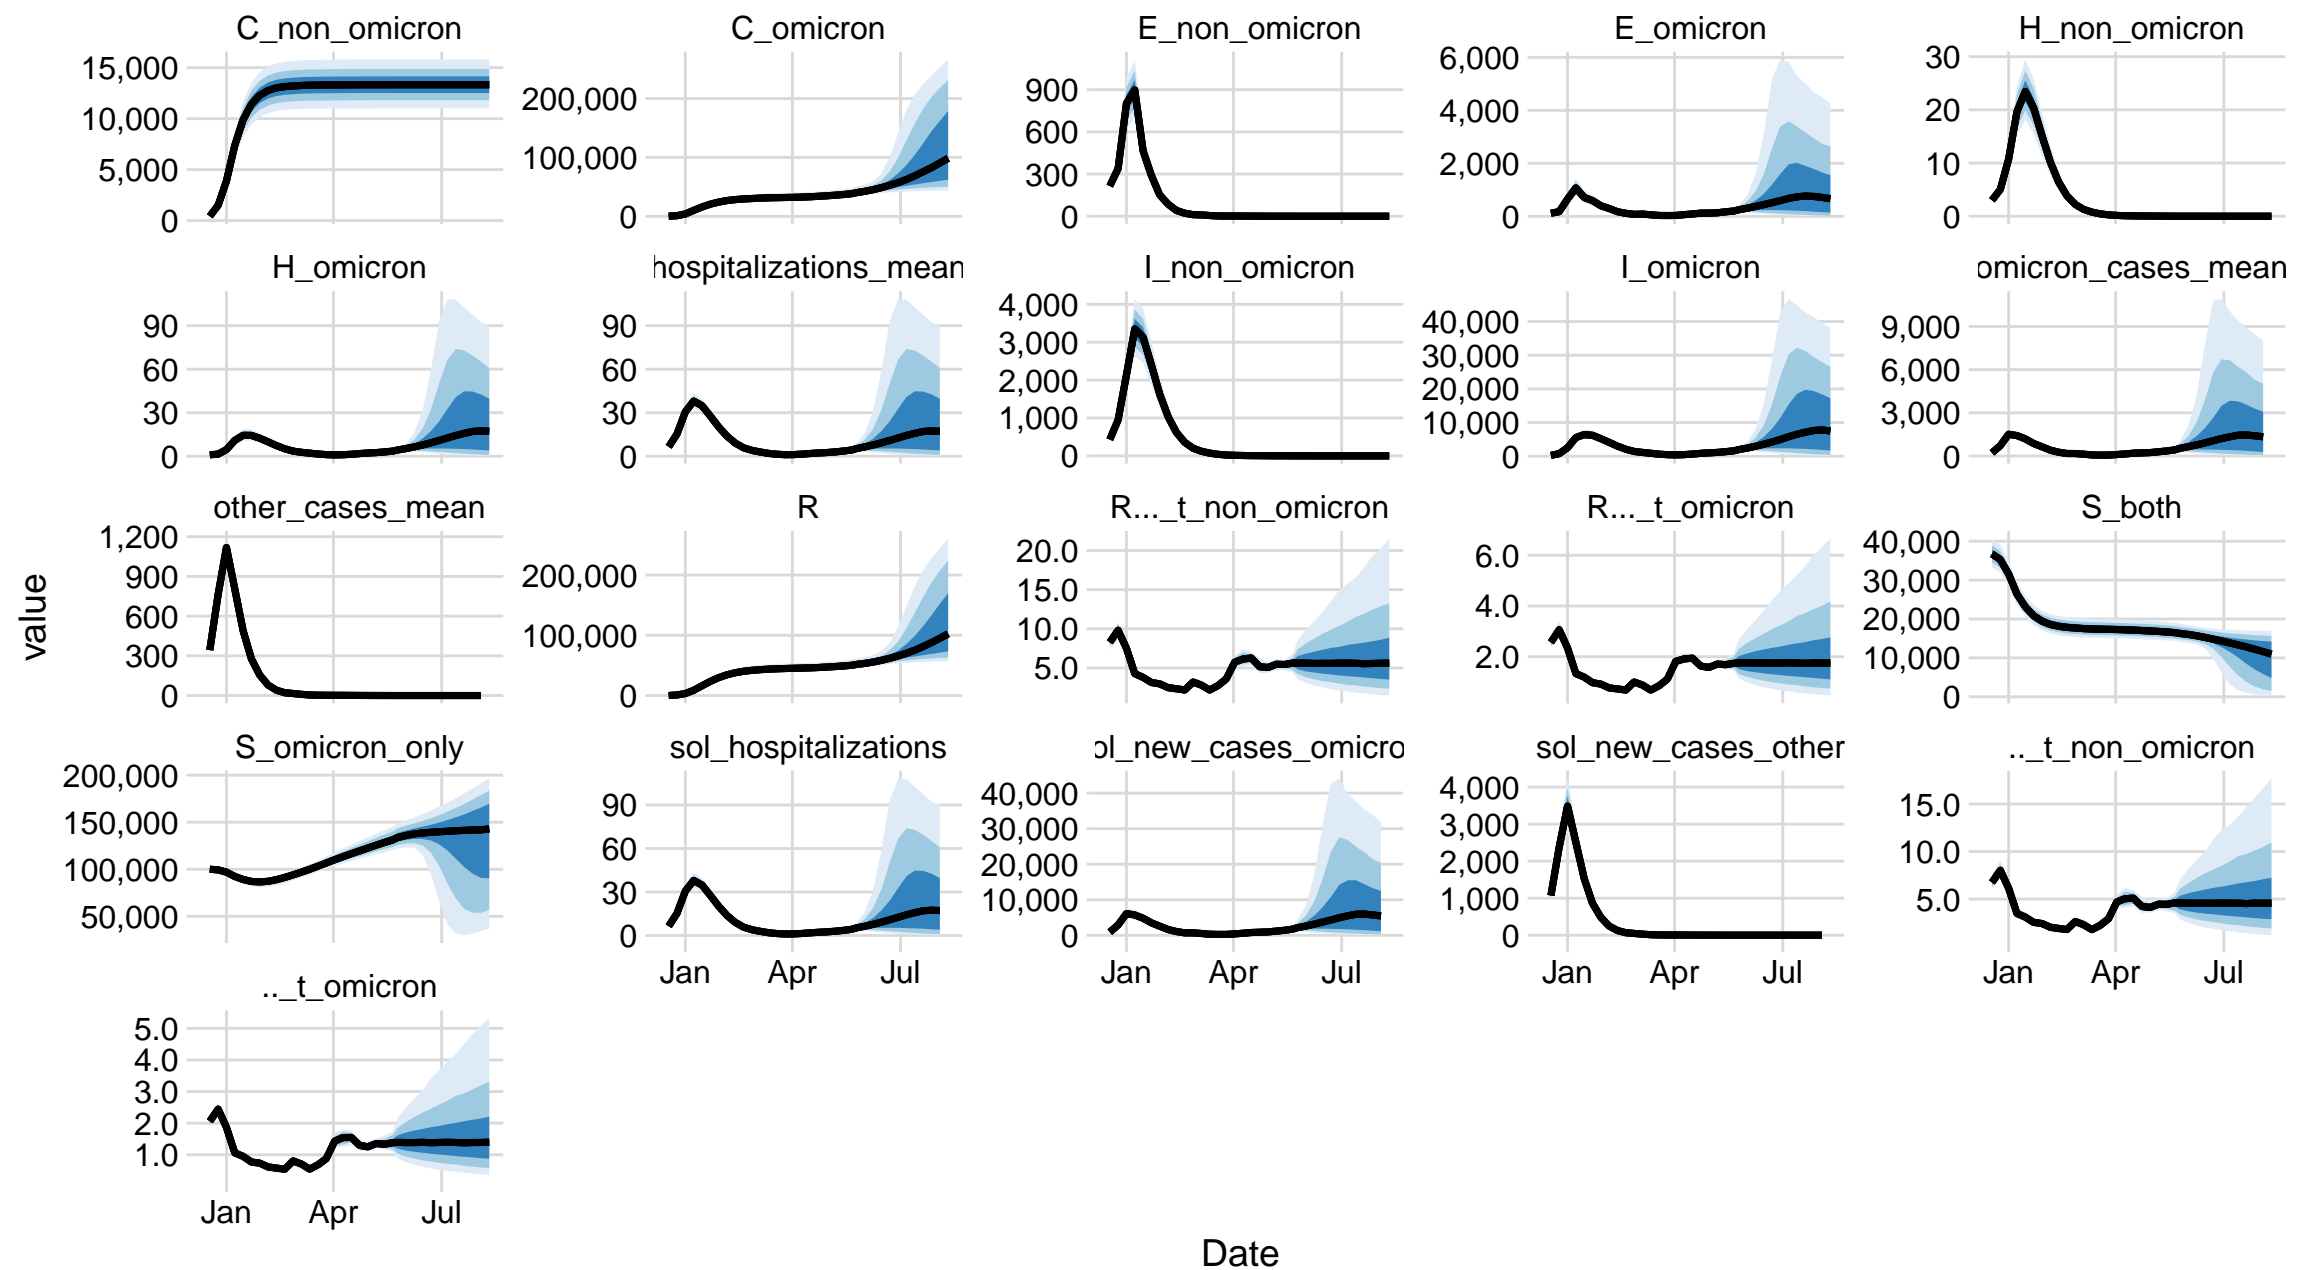 C_non_omicron C_omicron E_non_omicron E_omicron H_non_omicron
15,000 10,000 5,000 0
200,000 100,000 0
900 600 300 0
6,000 4,000 2,000 0
30 20 10 0
H_omicron hospitalizations_mean I_non_omicron I_omicron omicron_cases_mean
90 60 30 0
90 60 30 0
4,000 3,000 2,000 1,000 0
40,000 30,000 20,000 10,000 0
9,000 6,000 3,000 0
other_cases_mean R R..._t_non_omicron R..._t_omicron S_both
1,200 900 600 300 0
200,000 100,000 0
20.0 15.0 10.0 5.0
6.0 4.0 2.0
40,000 30,000 20,000 10,000 0
value
S_omicron_only sol_hospitalizations ol_new_cases_omicro sol_new_cases_other .._t_non_omicron
200,000 150,000 100,000 50,000
90 60 30 0
40,000 30,000 20,000 10,000 0
4,000 3,000 2,000 1,000 0
15.0 10.0 5.0
Jan Apr Jul Jan Apr Jul Jan Apr Jul Jan Apr Jul
.._t_omicron
5.0 4.0 3.0 2.0 1.0
Jan Apr Jul
Date